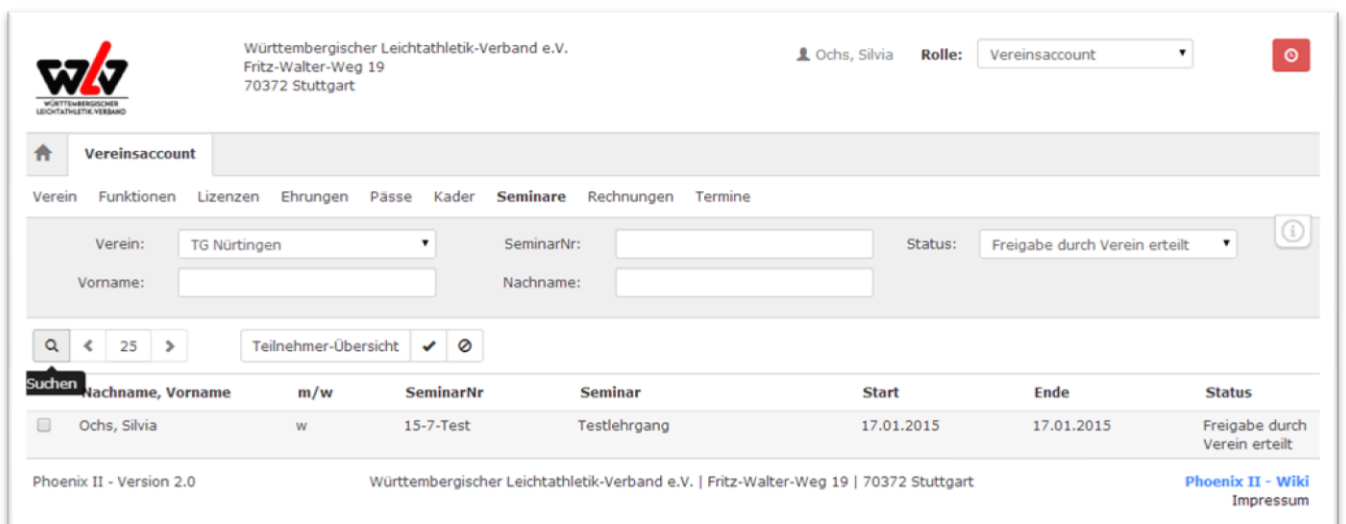 Württembergischer Leichtathletik-Verband e.V.
Fritz-Walter-Weg 19
70372 Stuttgart
Ochs, Silvia Rolle: Vereinsaccount
WLV
WÜRTTEMBERGISCHER
LEICHTATHLETIK-VERBAND
Vereinsaccount
Verein Funktionen Lizenzen Ehrungen Pässe Kader Seminare Rechnungen Termine
Verein: TG Nürtingen SeminarNr: Status: Freigabe durch Verein erteilt
Vorname: Nachname:
25 Teilnehmer-Übersicht
Suchen
Nachname, Vorname m/w SeminarNr Seminar Start Ende Status
Ochs, Silvia w 15-7-Test Testlehrgang 17.01.2015 17.01.2015 Freigabe durch
Verein erteilt
Phoenix II - Version 2.0 Württembergischer Leichtathletik-Verband e.V. | Fritz-Walter-Weg 19 | 70372 Stuttgart Phoenix II - Wiki
Impressum